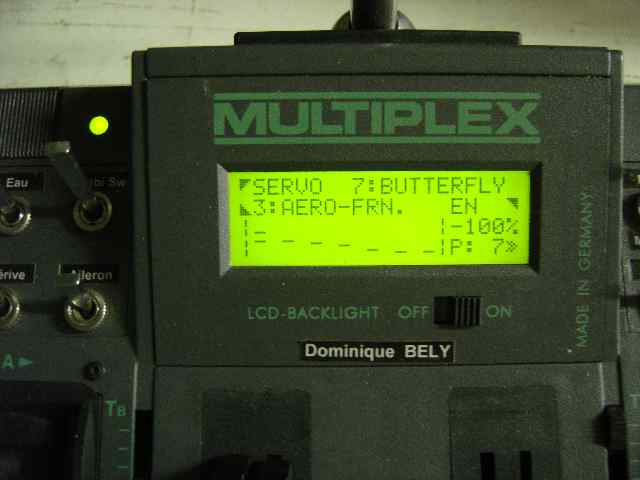 MULTIPLEX
SERVO 7:BUTTERFLY
3:AERO-FRN. EN
-100%
P: 7»
Eau
Sw
Aileron
LCD-BACKLIGHT OFF ON
MADE IN GERMANY
Dominique BELY
A
TB